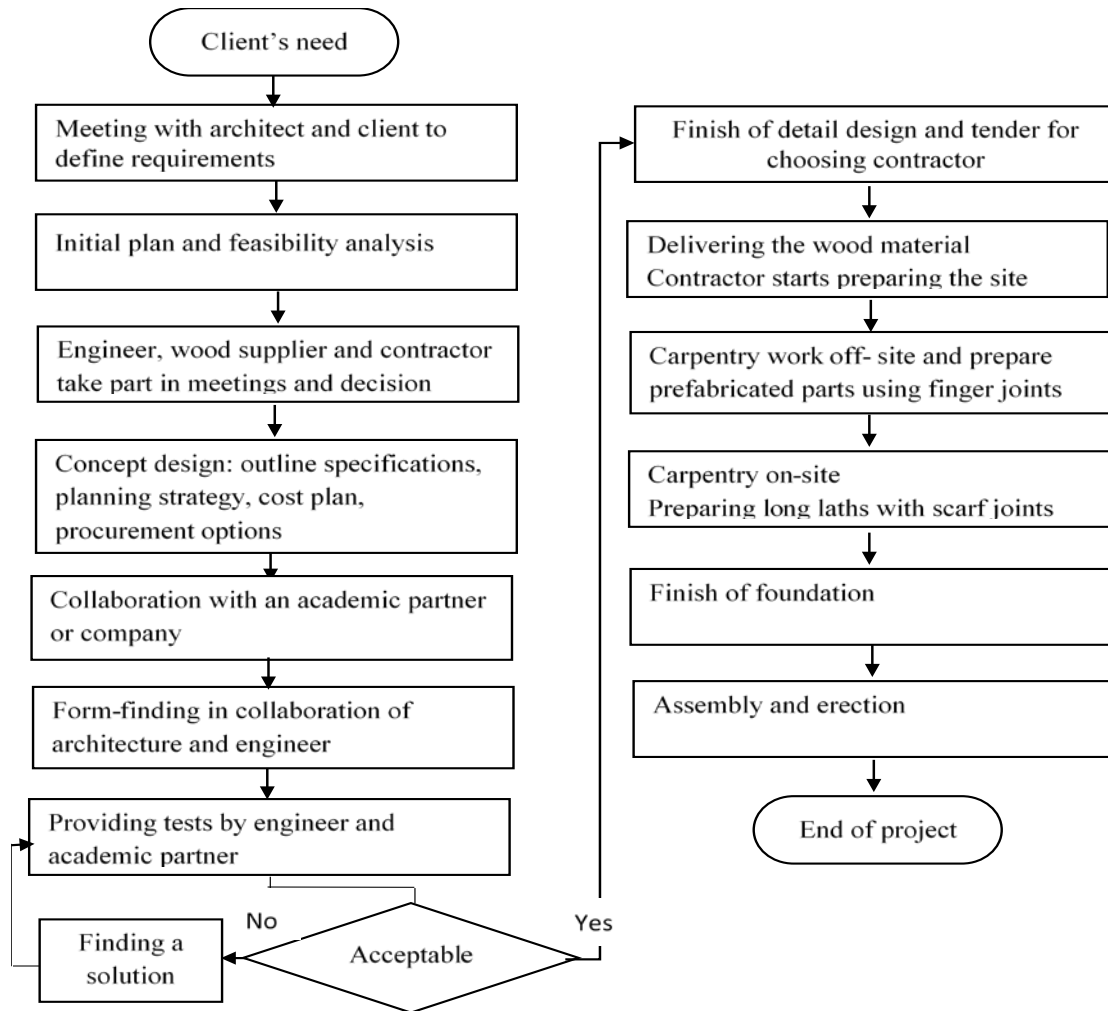 Client’s need
Meeting with architect and client to
define requirements
Initial plan and feasibility analysis
Engineer, wood supplier and contractor
take part in meetings and decision
Concept design: outline specifications,
planning strategy, cost plan,
procurement options
Collaboration with an academic partner
or company
Form-finding in collaboration of
architecture and engineer
Providing tests by engineer and
academic partner
No
Yes
Acceptable
Finding a
solution
Finish of detail design and tender for
choosing contractor
Delivering the wood material
Contractor starts preparing the site
Carpentry work off- site and prepare
prefabricated parts using finger joints
Carpentry on-site
Preparing long laths with scarf joints
Finish of foundation
Assembly and erection
End of project